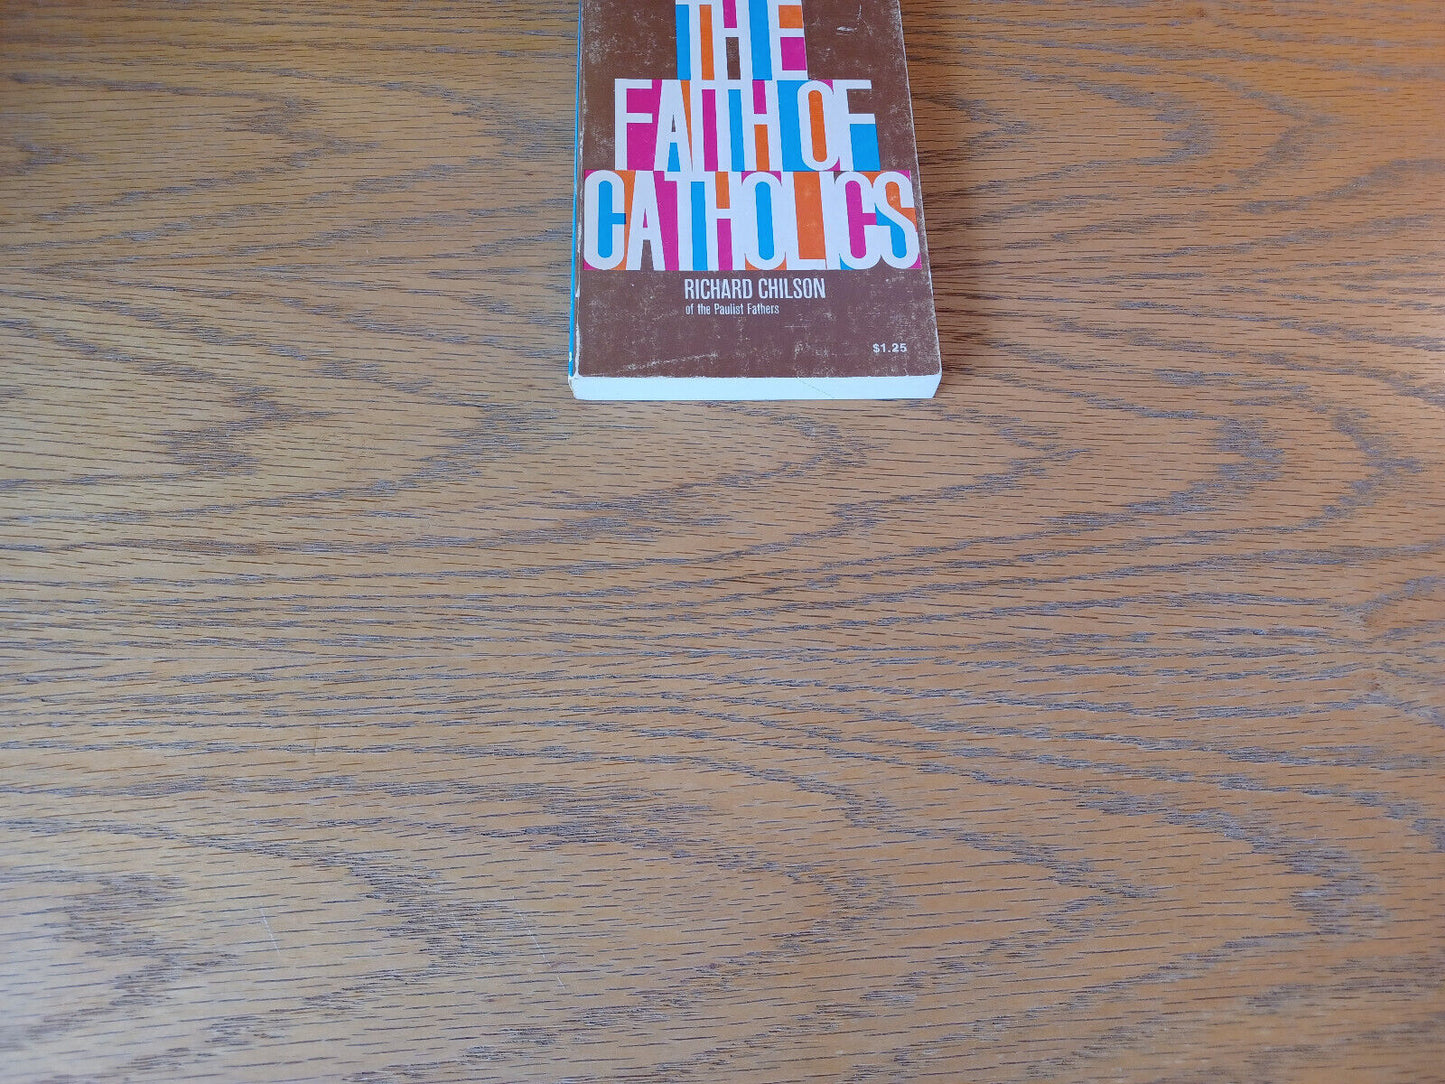 THE
FAITH OF
CATHOLICS
RICHARD CHILSON
of the Paulist Fathers
$1.25